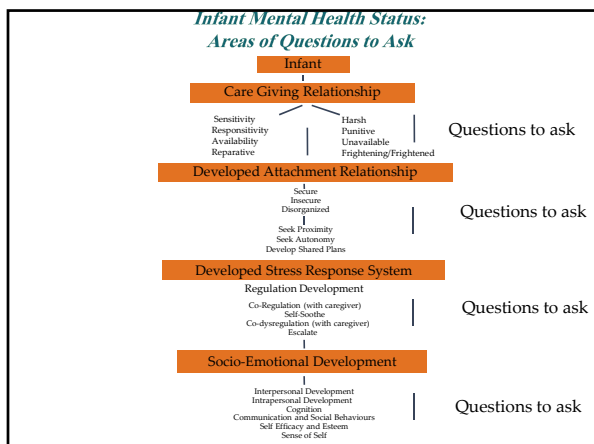 Infant Mental Health Status:
Areas of Questions to Ask
Infant
Care Giving Relationship
Sensitivity
Responsitivity
Availability
Reparative
Harsh
Punitive
Unavailable
Frightening/Frightened
Questions to ask
Developed Attachment Relationship
Secure
Insecure
Disorganized
Seek Proximity
Seek Autonomy
Develop Shared Plans
Questions to ask
Developed Stress Response System
Regulation Development
Co-Regulation (with caregiver)
Self-Soothe
Co-dysregulation (with caregiver)
Escalate
Questions to ask
Socio-Emotional Development
Interpersonal Development
Intrapersonal Development
Cognition
Communication and Social Behaviours
Self Efficacy and Esteem
Sense of Self
Questions to ask